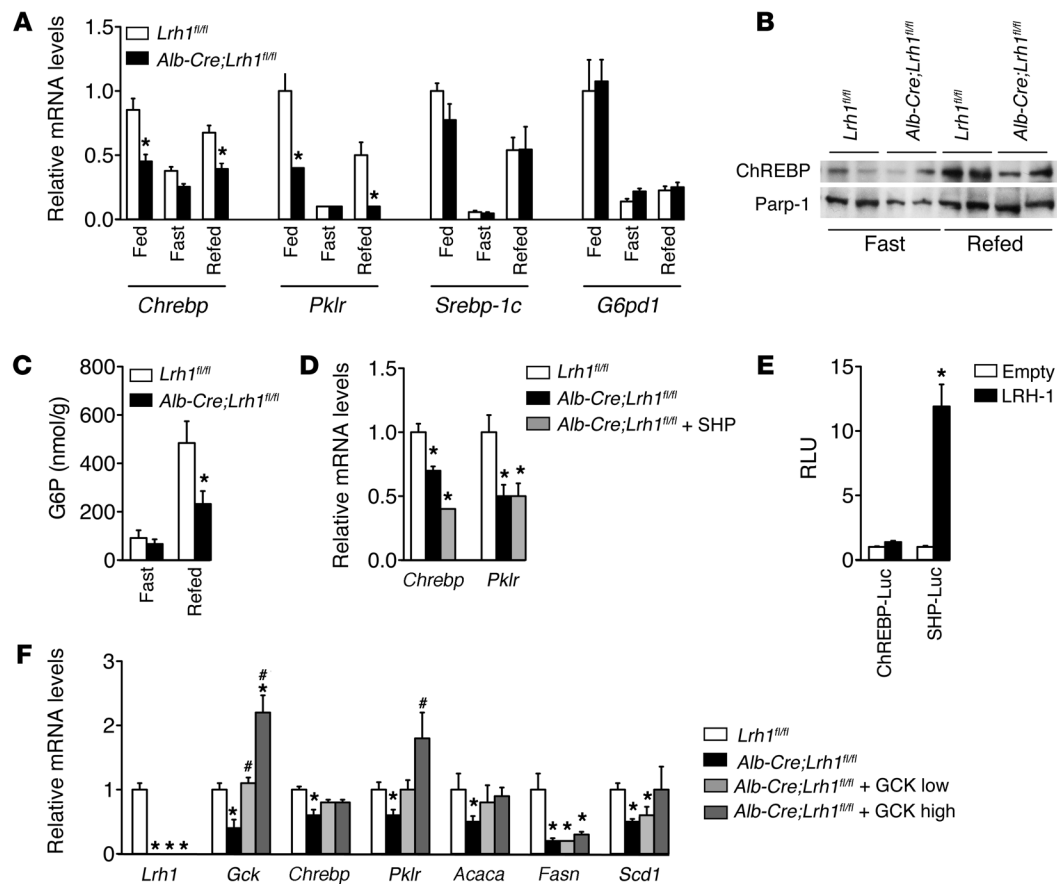 A
Lrh1fl/fl
Alb-Cre;Lrh1fl/fl
Relative mRNA levels
1.5
1.0
0.5
0.0
* * * *
Fed Fast Refed Fed Fast Refed Fed Fast Refed Fed Fast Refed
Chrebp Pklr Srebp-1c G6pd1
B
Lrh1fl/fl Alb-Cre;Lrh1fl/fl Lrh1fl/fl Alb-Cre;Lrh1fl/fl
ChREBP
Parp-1
Fast Refed
C
Lrh1fl/fl
Alb-Cre;Lrh1fl/fl
G6P (nmol/g)
800
600
400
200
0
*
Fast Refed
D
Lrh1fl/fl
Alb-Cre;Lrh1fl/fl
Alb-Cre;Lrh1fl/fl + SHP
Relative mRNA levels
1.5
1.0
0.5
0.0
* * * *
Chrebp Pklr
E
Empty
LRH-1
RLU
15
10
5
0
*
ChREBP-Luc SHP-Luc
F
Relative mRNA levels
3
2
1
0
* * * * # # * * * # * * * * * *
Lrh1 Gck Chrebp Pklr Acaca Fasn Scd1
Lrh1fl/fl
Alb-Cre;Lrh1fl/fl
Alb-Cre;Lrh1fl/fl + GCK low
Alb-Cre;Lrh1fl/fl + GCK high